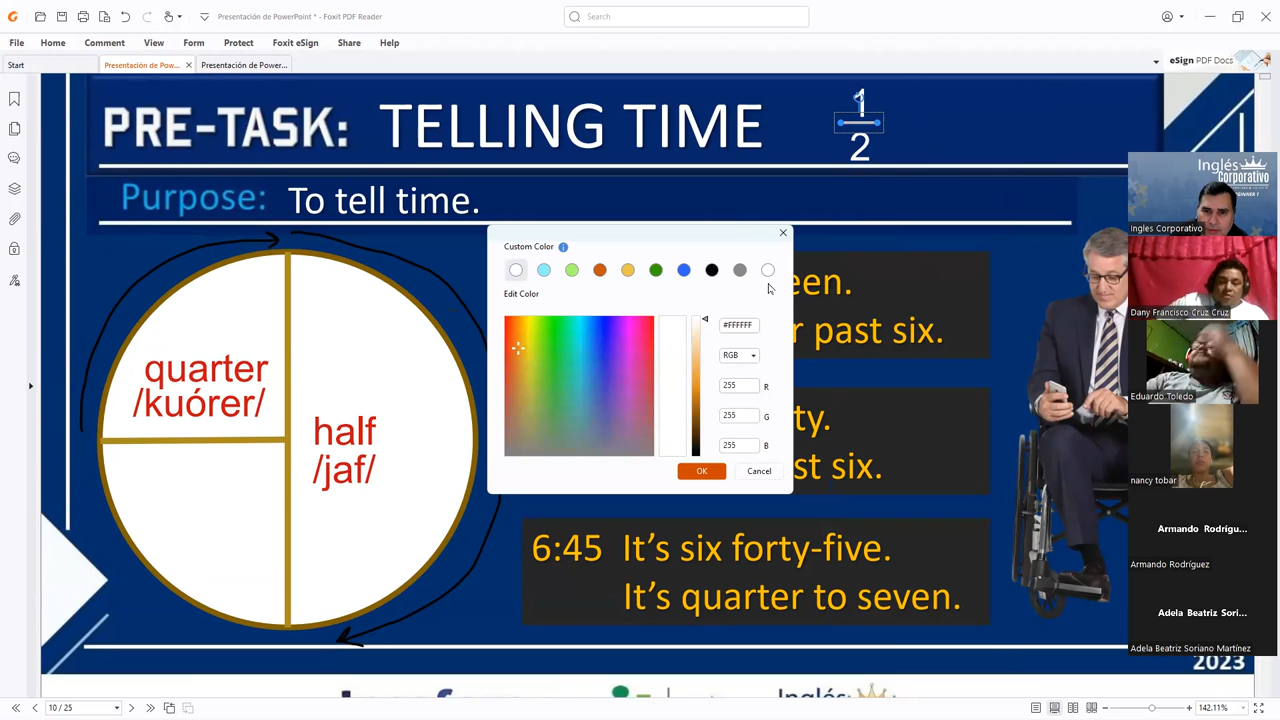 Presentación de PowerPoint * - Foxit PDF Reader
Search
File Home Comment View Form Protect Foxit eSign Share Help
Start
Presentación de Pow...
Presentación de Power...
eSign PDF Docs
PRE-TASK: TELLING TIME
1
2
Purpose: To tell time.
Custom Color
Edit Color
#FFFFFF
RGB
255 R
255 G
255 B
OK
Cancel
een.
r past six.
ty.
st six.
6:45 It's six forty-five.
It's quarter to seven.
quarter
/kuórer/
half
/jaf/
2023
Inglés
Corporativo
Ingles Corporativo
Dany Francisco Cruz Cruz
Eduardo Toledo
nancy tobar
Armando Rodrígu...
Armando Rodríguez
Adela Beatriz Sori...
Adela Beatriz Soriano Martínez
10 / 25
142.11%